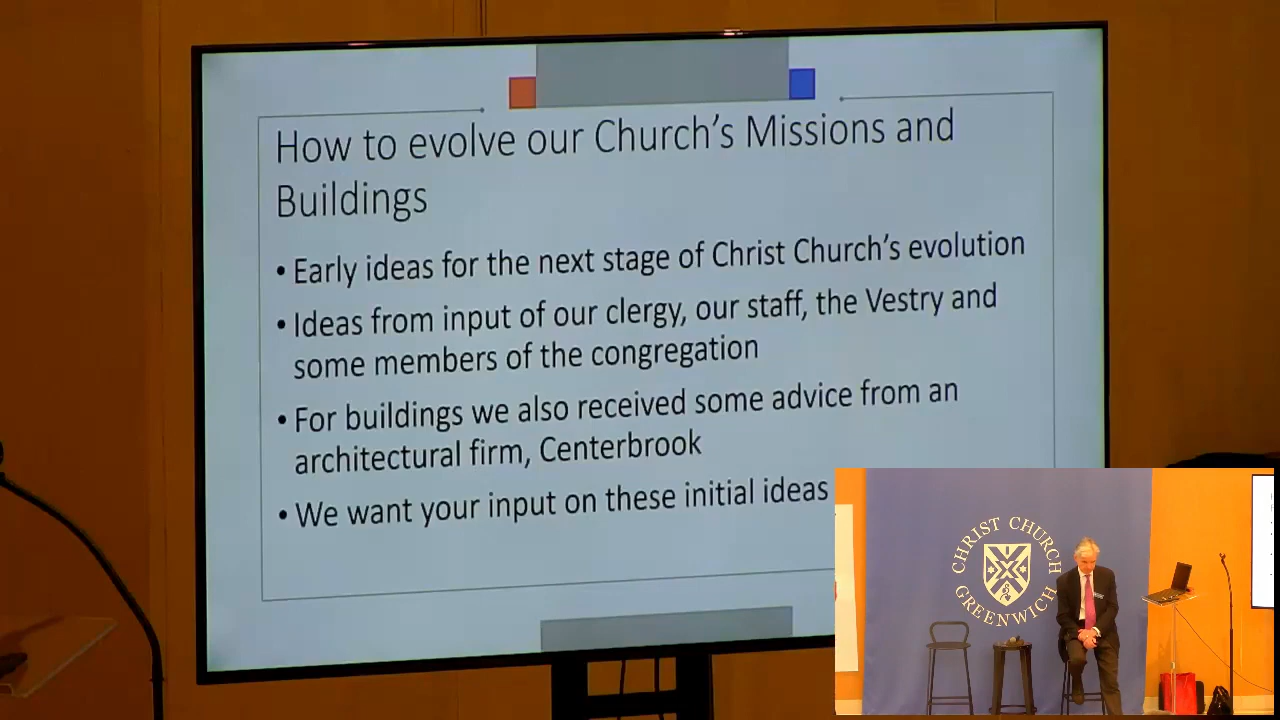 How to evolve our Church's Missions and
Buildings
• Early ideas for the next stage of Christ Church's evolution
• Ideas from input of our clergy, our staff, the Vestry and
some members of the congregation
• For buildings we also received some advice from an
architectural firm, Centerbrook
• We want your input on these initial ideas
CHRIST CHURCH
GREENWICH